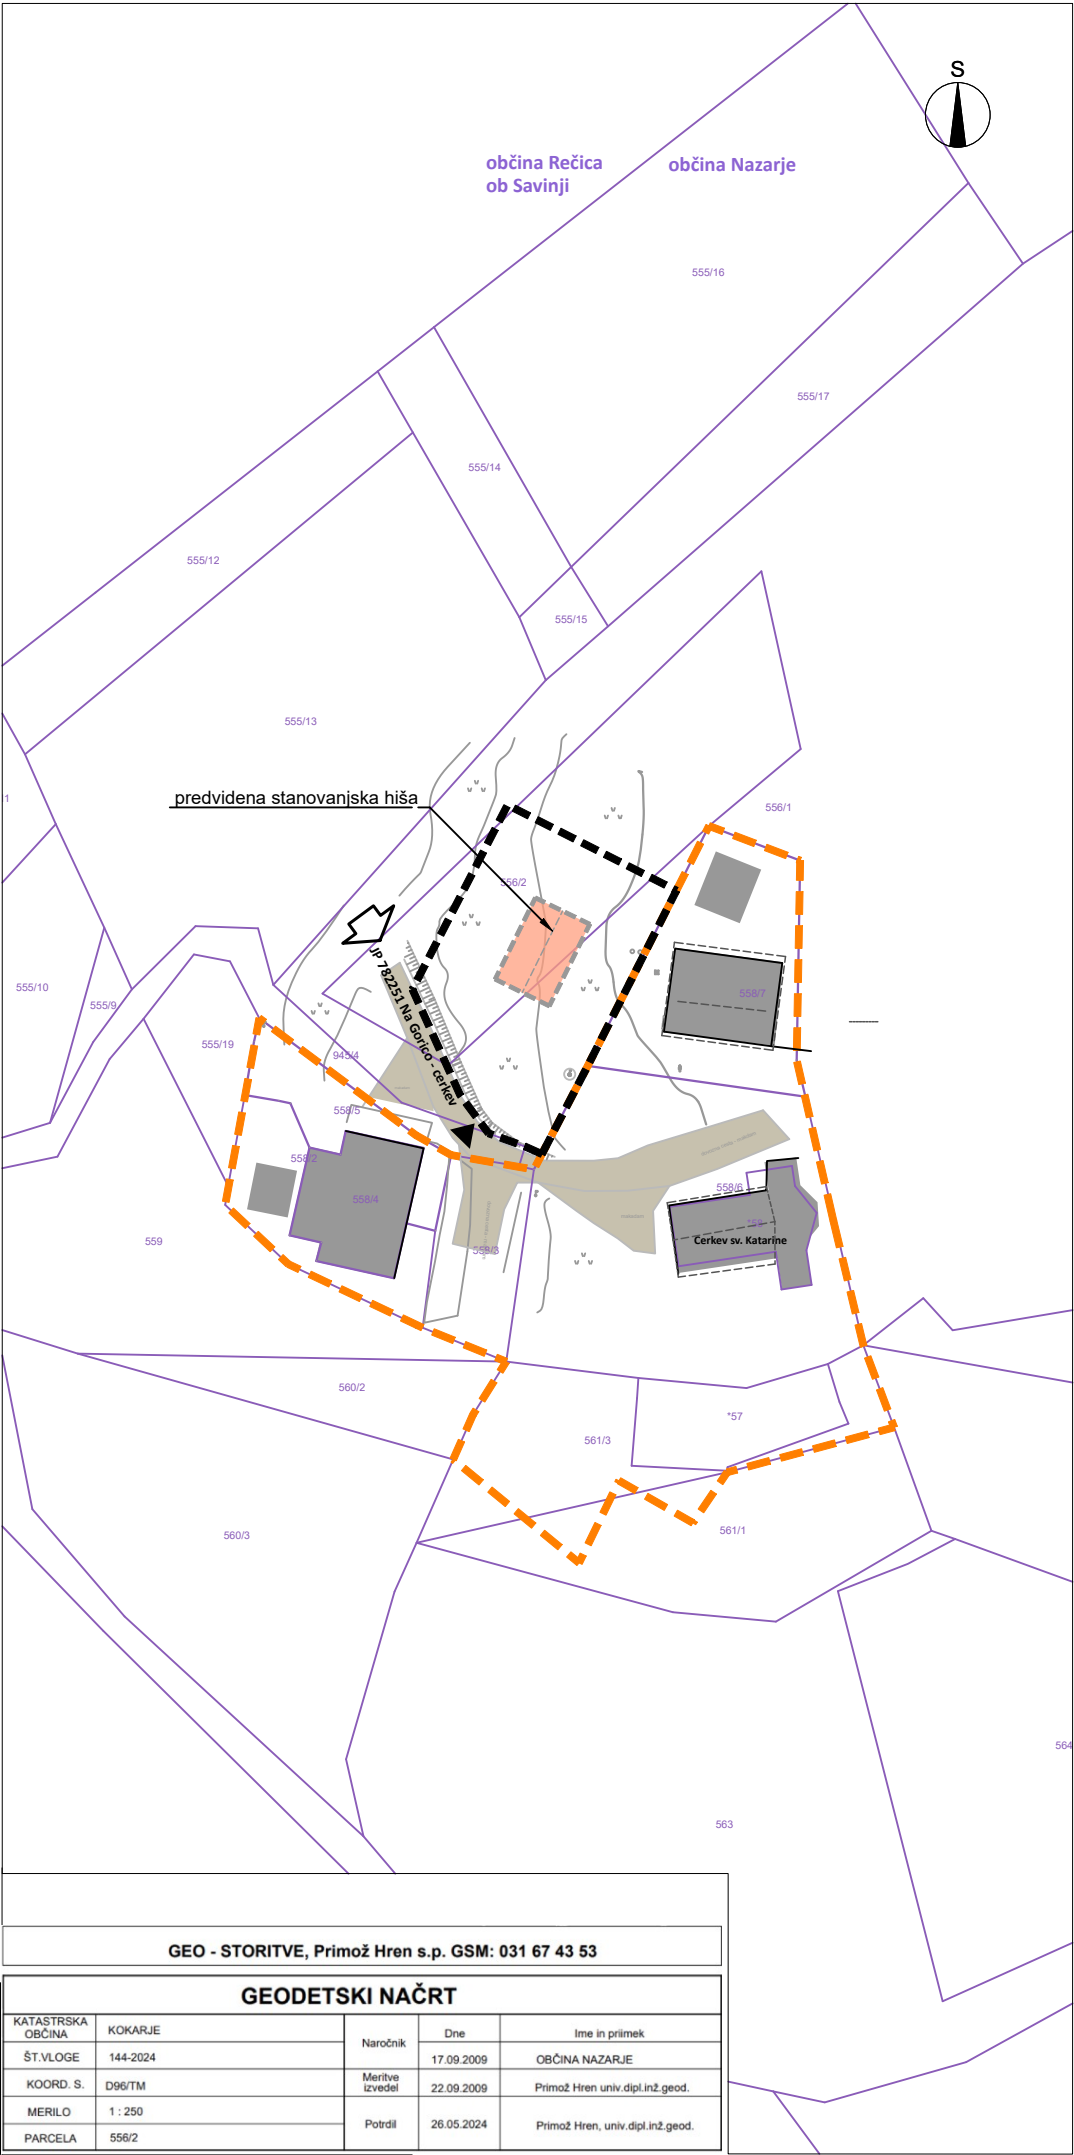 S
občina Rečica
ob Savinji
občina Nazarje
555/16
555/17
555/14
555/12
555/15
555/13
predvidena stanovanjska hiša
556/1
556/2
555/10
555/9
555/19
JP 782251 Na Gorico - cerkev
945/4
558/7
558/5
558/2
558/4
558/6
*58
Cerkev sv. Katarine
559
559/3
560/2
*57
561/3
561/1
560/3
564
563
GEO - STORITVE, Primož Hren s.p. GSM: 031 67 43 53
GEODETSKI NAČRT
KATASTRSKA OBČINA KOKARJE
ŠT.VLOGE 144-2024
KOORD. S. D96/TM
MERILO 1 : 250
PARCELA 556/2
Dne Ime in priimek
Naročnik 17.09.2009 OBČINA NAZARJE
Meritve izvedel 22.09.2009 Primož Hren univ.dipl.inž.geod.
Potrdil 26.05.2024 Primož Hren, univ.dipl.inž.geod.